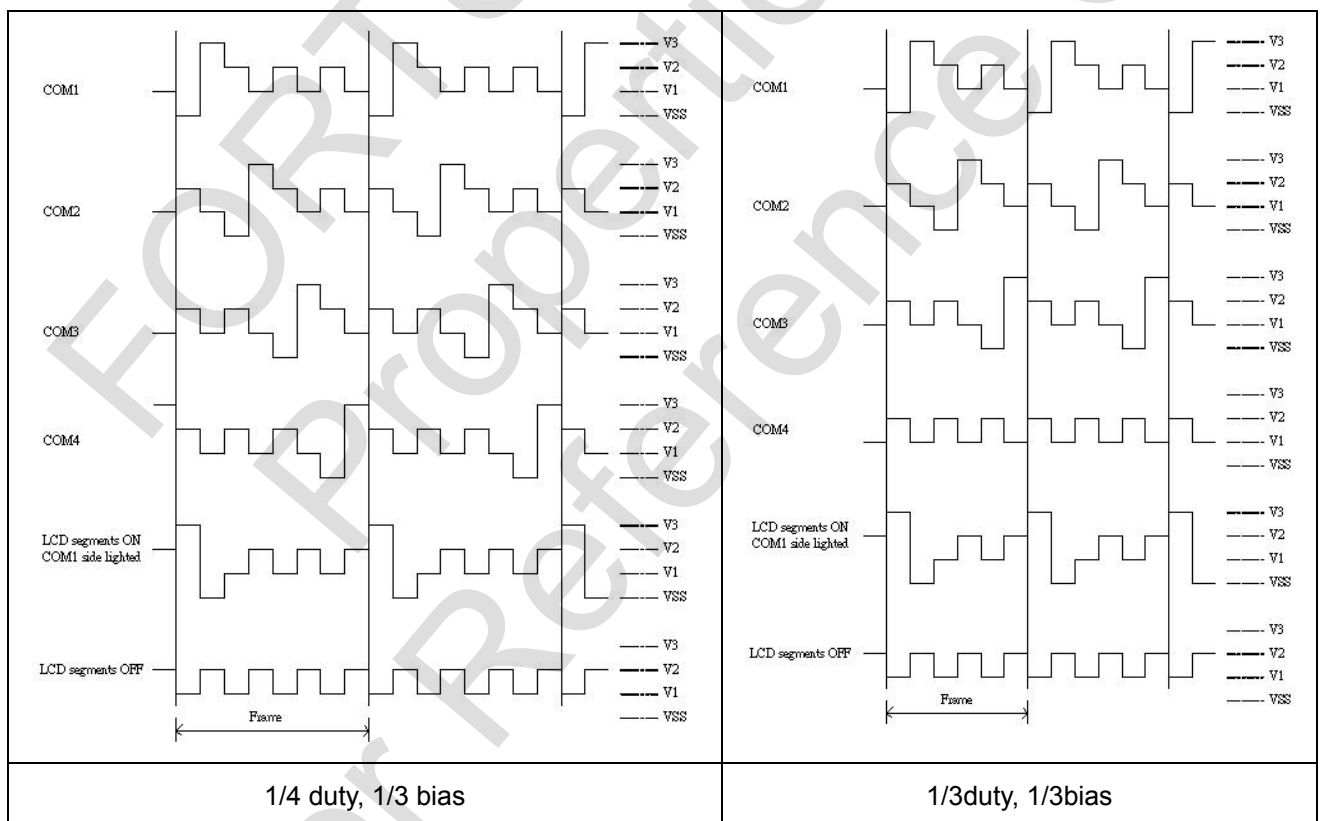 COM1
V3
V2
V1
VSS
COM2
V3
V2
V1
VSS
COM3
V3
V2
V1
VSS
COM4
V3
V2
V1
VSS
LCD segments ON
COM1 side lighted
V3
V2
V1
VSS
LCD segments OFF
V3
V2
V1
VSS
Frame
1/4 duty, 1/3 bias
COM1
V3
V2
V1
VSS
COM2
V3
V2
V1
VSS
COM3
V3
V2
V1
VSS
COM4
V3
V2
V1
VSS
LCD segments ON
COM1 side lighted
V3
V2
V1
VSS
LCD segments OFF
V3
V2
V1
VSS
Frame
1/3duty, 1/3bias
Reference